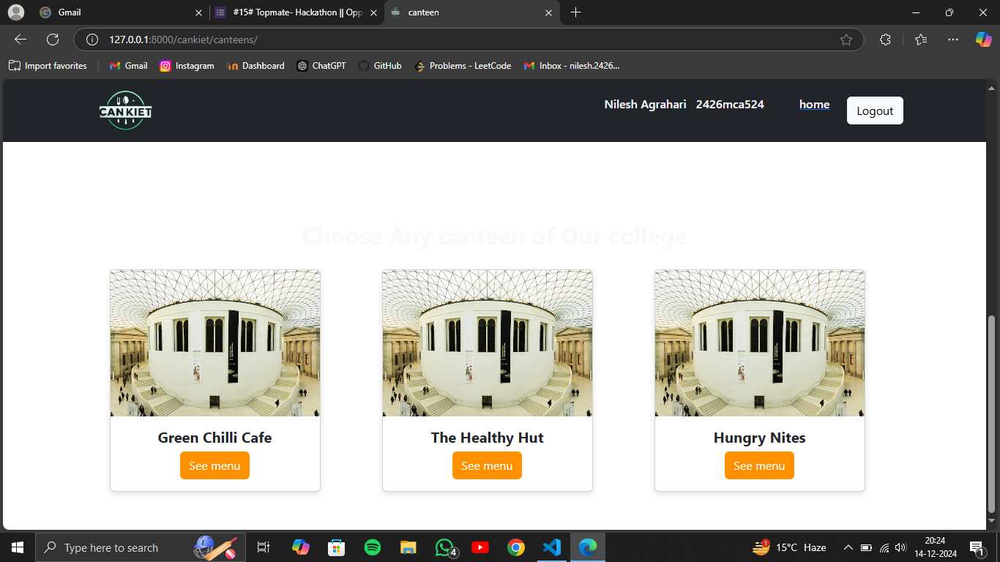 Gmail
#15# Topmate- Hackathon || Opp
canteen
127.0.0.1:8000/cankiet/canteens/
Import favorites
Gmail
Instagram
Dashboard
ChatGPT
GitHub
Problems - LeetCode
Inbox - nilesh.2426...
CANKIET
Nilesh Agrahari 2426mca524
home
Logout
Choose Any canteen of Our college
Green Chilli Cafe
See menu
The Healthy Hut
See menu
Hungry Nites
See menu
Type here to search
4
1
15°C Haze
20:24
14-12-2024
1